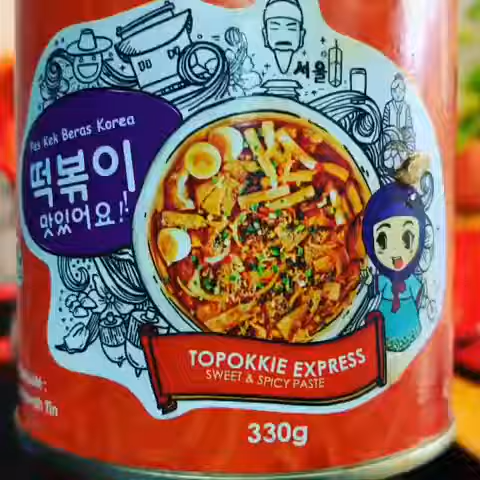 Pes Kek Beras Korea
떡볶이
맛있어요!
서울
TOPOKKIE EXPRESS
SWEET & SPICY PASTE
330g
Tin